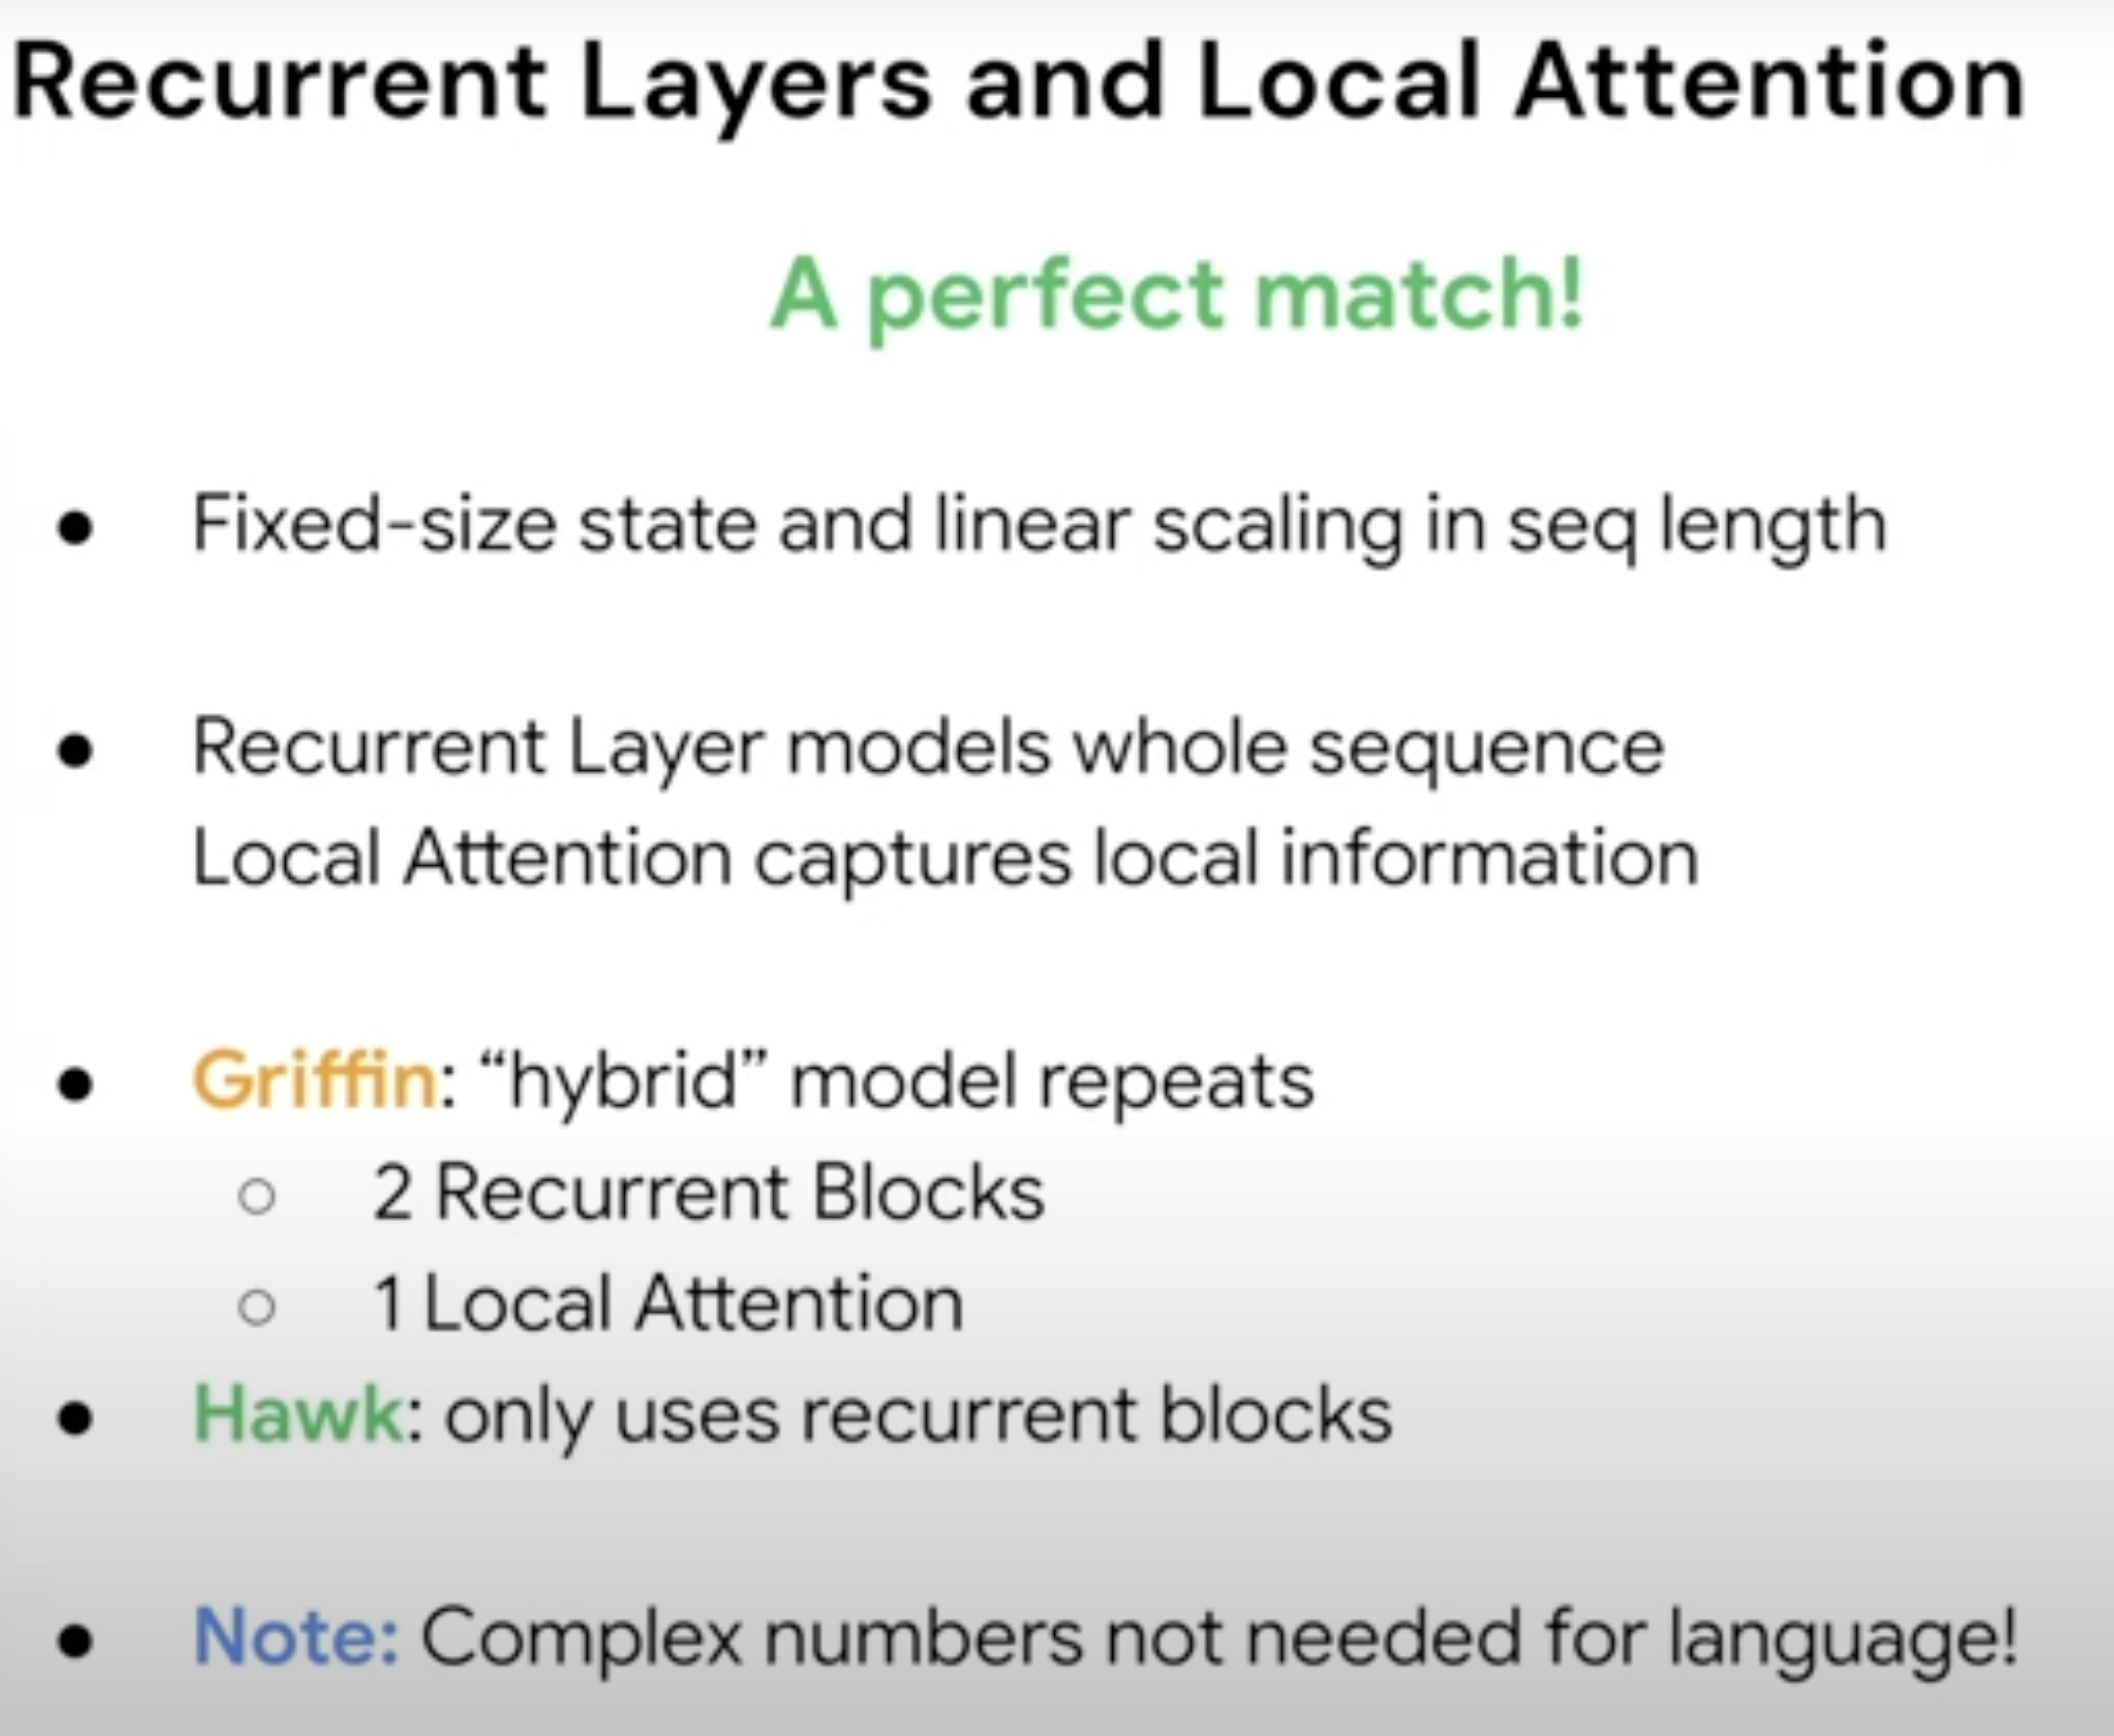 Recurrent Layers and Local Attention
A perfect match!
● Fixed-size state and linear scaling in seq length
● Recurrent Layer models whole sequence
Local Attention captures local information
● Griffin: “hybrid” model repeats
○ 2 Recurrent Blocks
○ 1 Local Attention
● Hawk: only uses recurrent blocks
● Note: Complex numbers not needed for language!